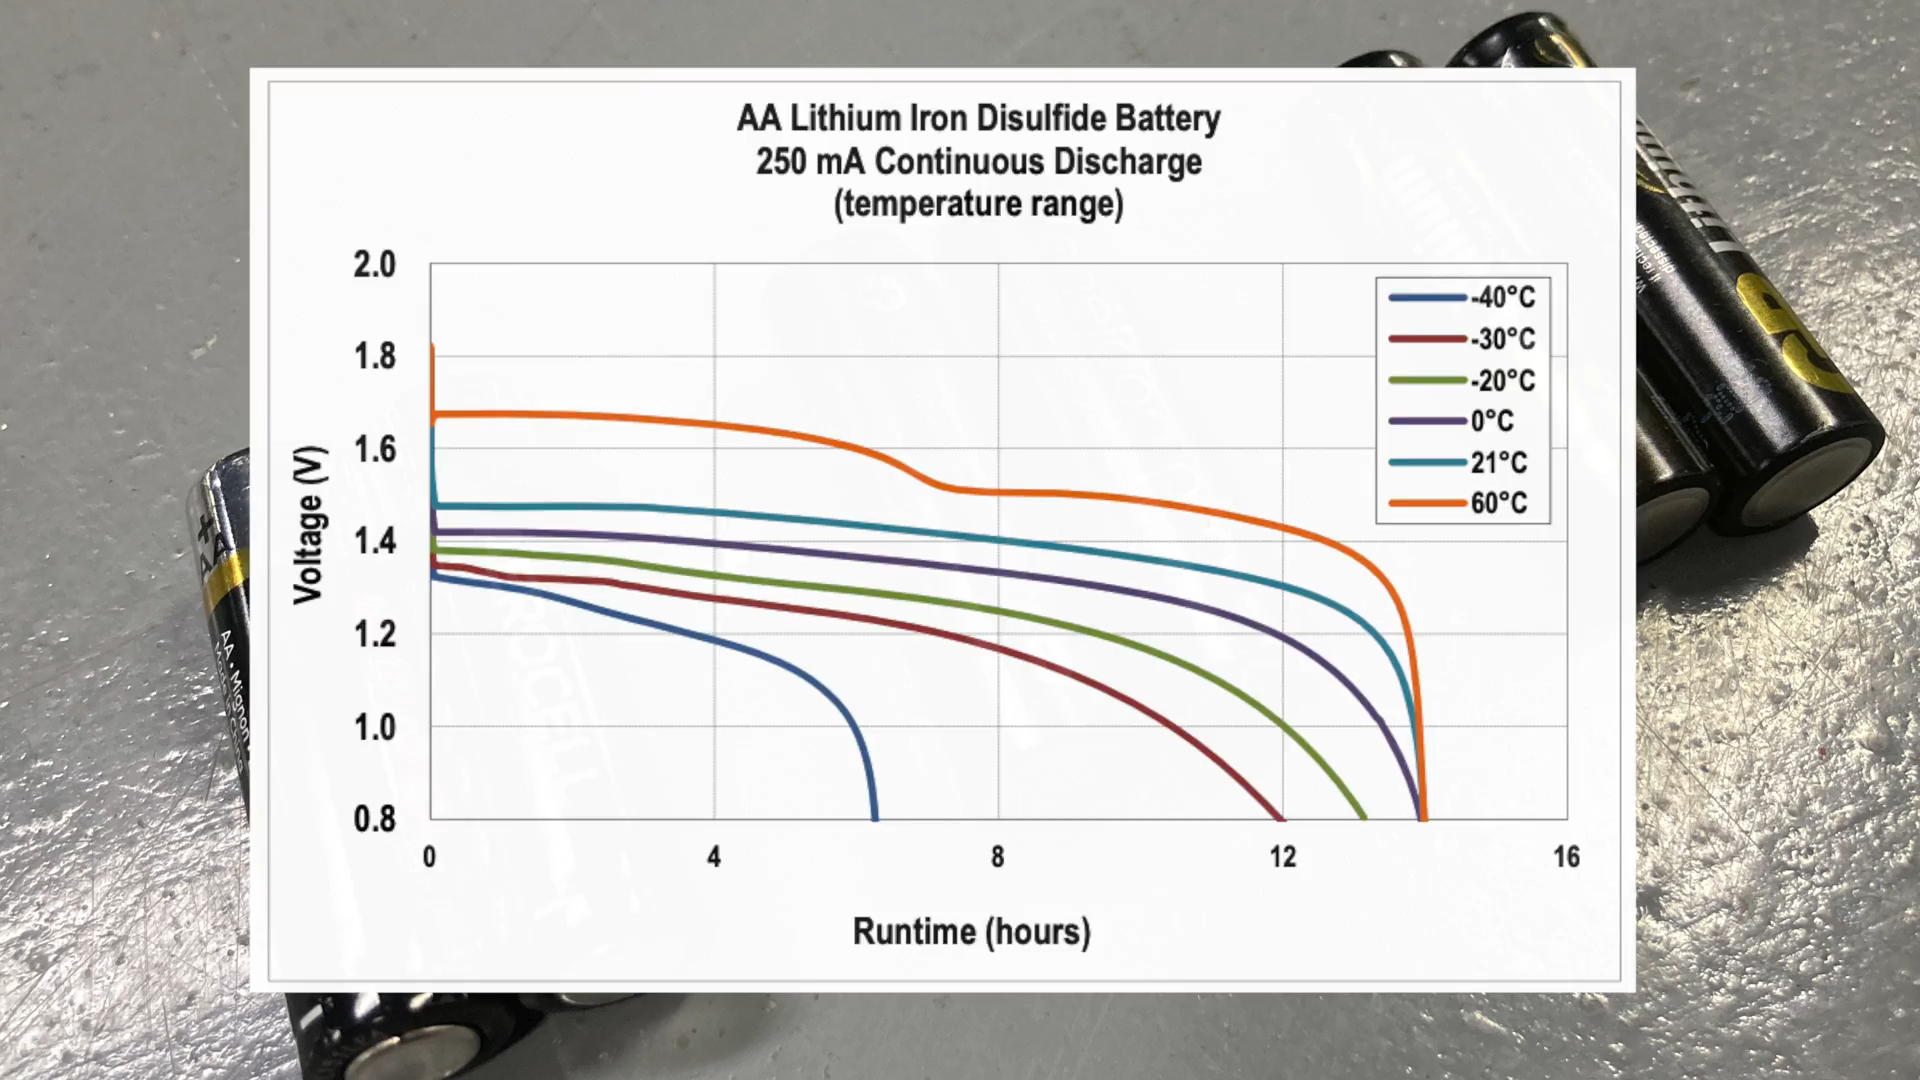 AA Lithium Iron Disulfide Battery
250 mA Continuous Discharge
(temperature range)
2.0
1.8
1.6
1.4
1.2
1.0
0.8
Voltage (V)
0
4
8
12
16
Runtime (hours)
-40°C
-30°C
-20°C
0°C
21°C
60°C
AA • Mignon